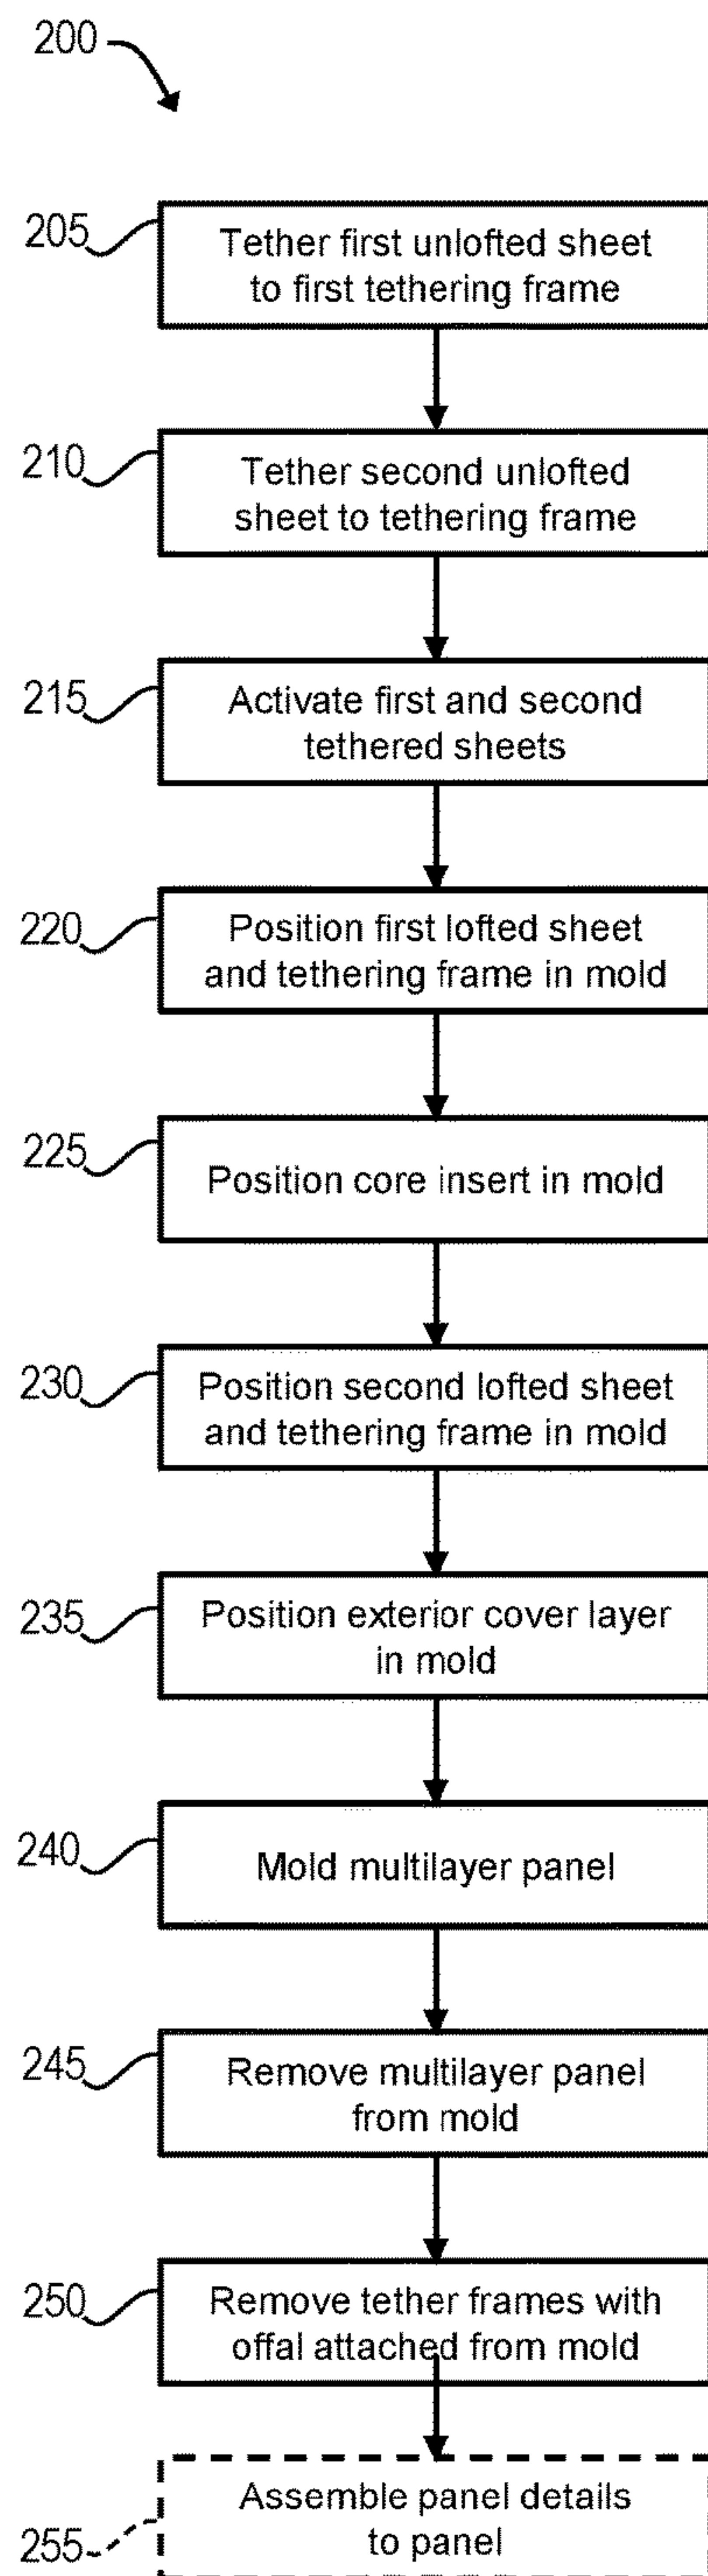 200
205
Tether first unlofted sheet
to first tethering frame
210
Tether second unlofted
sheet to tethering frame
215
Activate first and second
tethered sheets
220
Position first lofted sheet
and tethering frame in mold
225
Position core insert in mold
230
Position second lofted sheet
and tethering frame in mold
235
Position exterior cover layer
in mold
240
Mold multilayer panel
245
Remove multilayer panel
from mold
250
Remove tether frames with
offal attached from mold
255
Assemble panel details
to panel